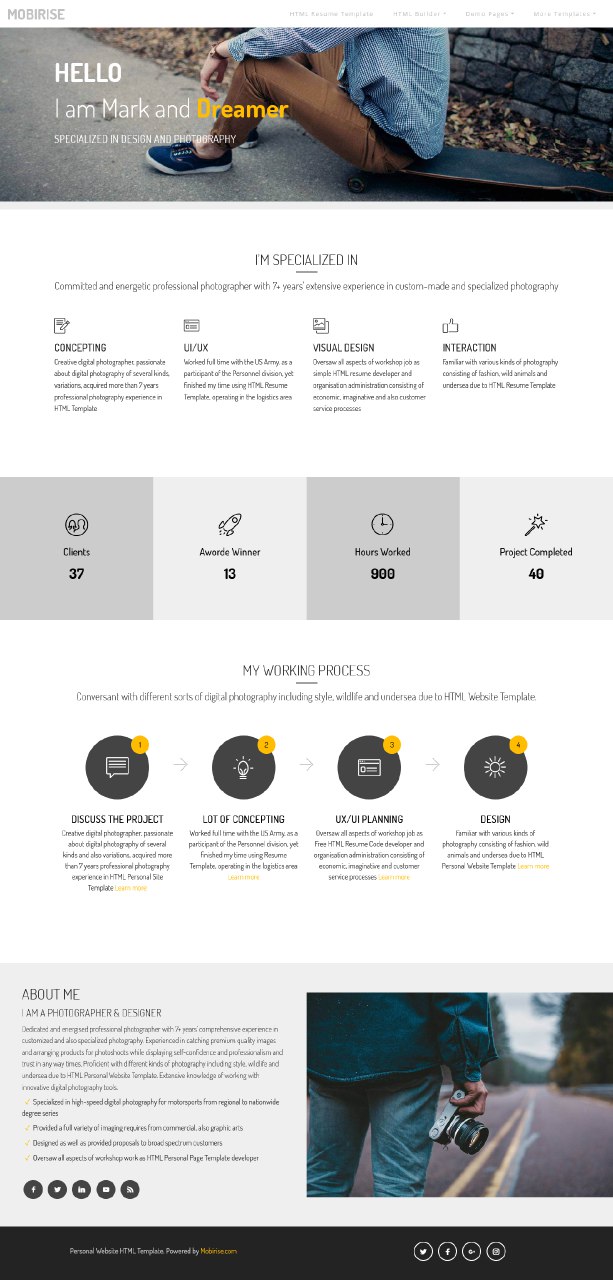 MOBIRISE
HTML Resume Template HTML Builder Demo Pages More Templates
HELLO
I am Mark and Dreamer
SPECIALIZED IN DESIGN AND PHOTOGRAPHY
I'M SPECIALIZED IN
Committed and energetic professional photographer with 7+ years' extensive experience in custom-made and specialized photography
CONCEPTING
Creative digital photographer, passionate
about digital photography of several kinds,
variations, acquired more than 7 years
professional photography experience in
HTML Template
UI/UX
Worked full time with the US Army, as a
participant of the Personnel division, yet
finished my time using HTML Resume
Template, operating in the logistics area
VISUAL DESIGN
Oversaw all aspects of workshop job as
simple HTML resume developer and
organisation administration consisting of
economic, imaginative and also customer
service processes
INTERACTION
Familiar with various kinds of photography
consisting of fashion, wild animals and
undersea due to HTML Resume Template
Clients
37
Aworde Winner
13
Hours Worked
900
Project Completed
40
MY WORKING PROCESS
Conversant with different sorts of digital photography including style, wildlife and undersea due to HTML Website Template.
1
DISCUSS THE PROJECT
Creative digital photographer, passionate
about digital photography of several
kinds and also variations, acquired more
than 7 years professional photography
experience in HTML Personal Site
Template Learn more
2
LOT OF CONCEPTING
Worked full time with the US Army, as a
participant of the Personnel division, yet
finished my time using Resume
Template, operating in the logistics area
Learn more
3
UX/UI PLANNING
Oversaw all aspects of workshop job as
Free HTML Resume Code developer and
organisation administration consisting of
economic, imaginative and customer
service processes Learn more
4
DESIGN
Familiar with various kinds of
photography consisting of fashion, wild
animals and undersea due to HTML
Personal Website Template Learn more
ABOUT ME
I AM A PHOTOGRAPHER & DESIGNER
Dedicated and energised professional photographer with 7+ years' comprehensive experience in
customized and also specialized photography. Experienced in catching premium quality images
and arranging products for photoshoots while displaying self-confidence and professionalism and
trust in any way times. Proficient with different kinds of photography including style, wildlife and
undersea due to HTML Personal Website Template. Extensive knowledge of working with
innovative digital photography tools.
Specialized in high-speed digital photography for motorsports from regional to nationwide
degree series
Provided a full variety of imaging requires from commercial, also graphic arts
Designed as well as provided proposals to broad spectrum customers
Oversaw all aspects of workshop work as HTML Personal Page Template developer
Personal Website HTML Template. Powered by Mobirise.com